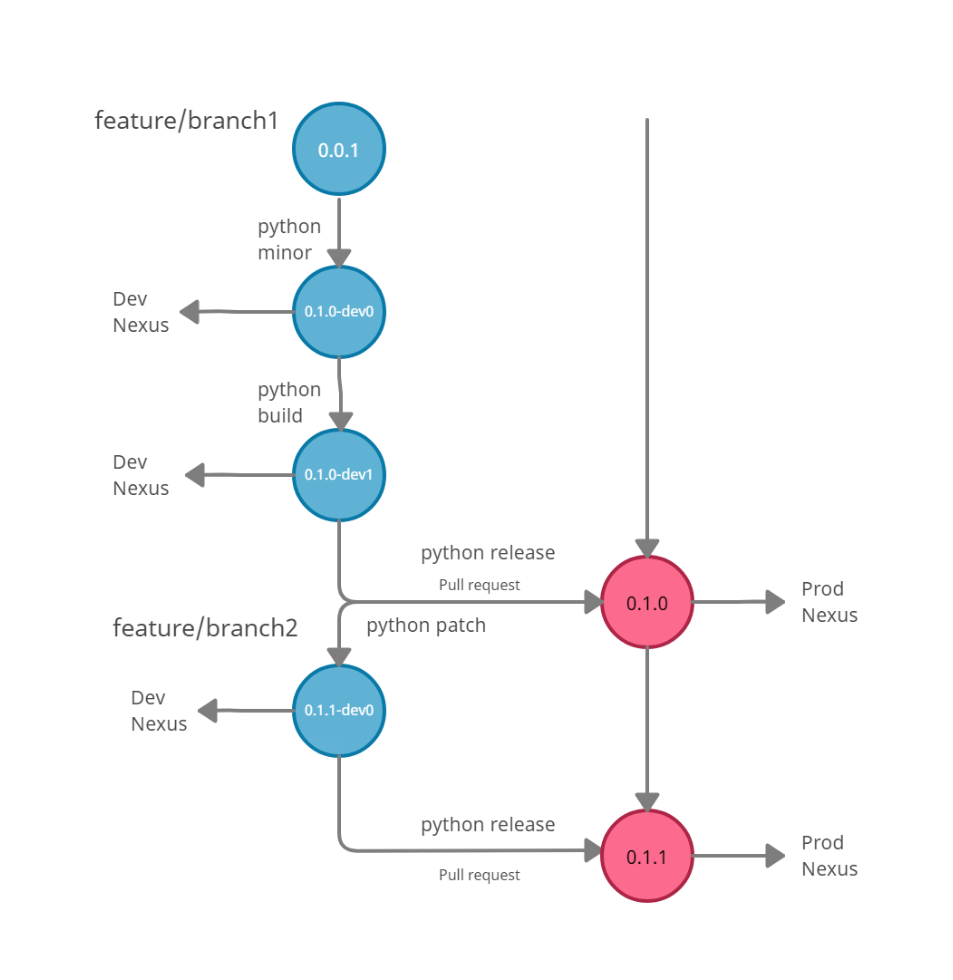 feature/branch1
0.0.1
python
minor
Dev
Nexus
0.1.0-dev0
python
build
Dev
Nexus
0.1.0-dev1
python release
Pull request
0.1.0
Prod
Nexus
feature/branch2
python patch
Dev
Nexus
0.1.1-dev0
python release
Pull request
0.1.1
Prod
Nexus